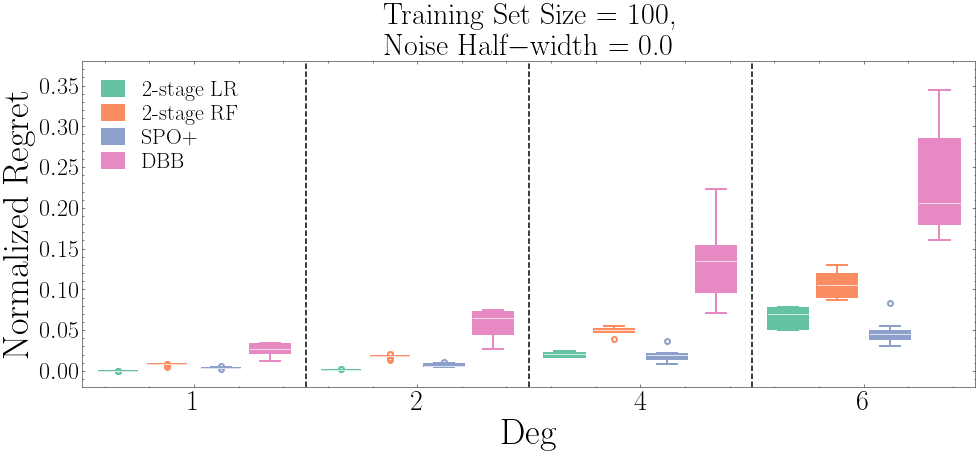 Training Set Size = 100,
Noise Half−width = 0.0
Normalized Regret
0.35
0.30
0.25
0.20
0.15
0.10
0.05
0.00
2-stage LR
2-stage RF
SPO+
DBB
1 2 4 6
Deg